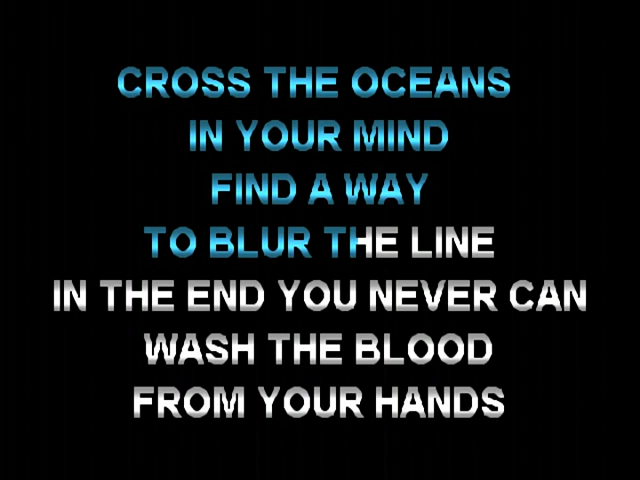 CROSS THE OCEANS
IN YOUR MIND
FIND A WAY
TO BLUR THE LINE
IN THE END YOU NEVER CAN
WASH THE BLOOD
FROM YOUR HANDS